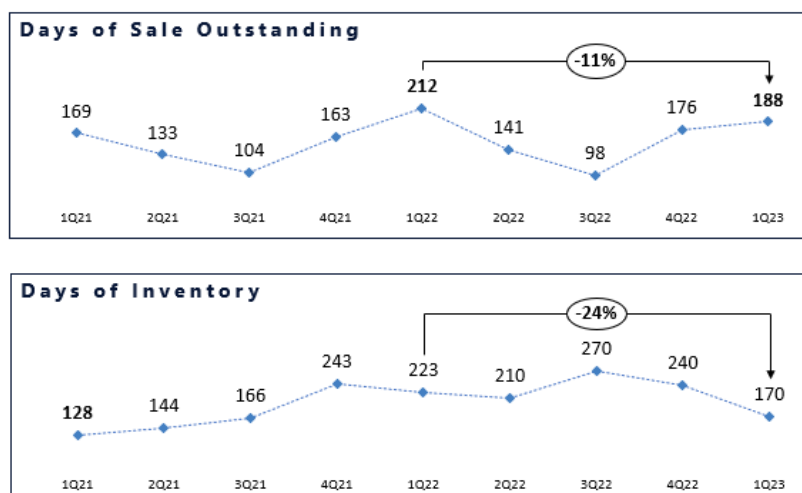 Days of Sale Outstanding
-11%
169 133 104 163 212 141 98 176 188
1Q21 2Q21 3Q21 4Q21 1Q22 2Q22 3Q22 4Q22 1Q23
Days of Inventory
-24%
128 144 166 243 223 210 270 240 170
1Q21 2Q21 3Q21 4Q21 1Q22 2Q22 3Q22 4Q22 1Q23